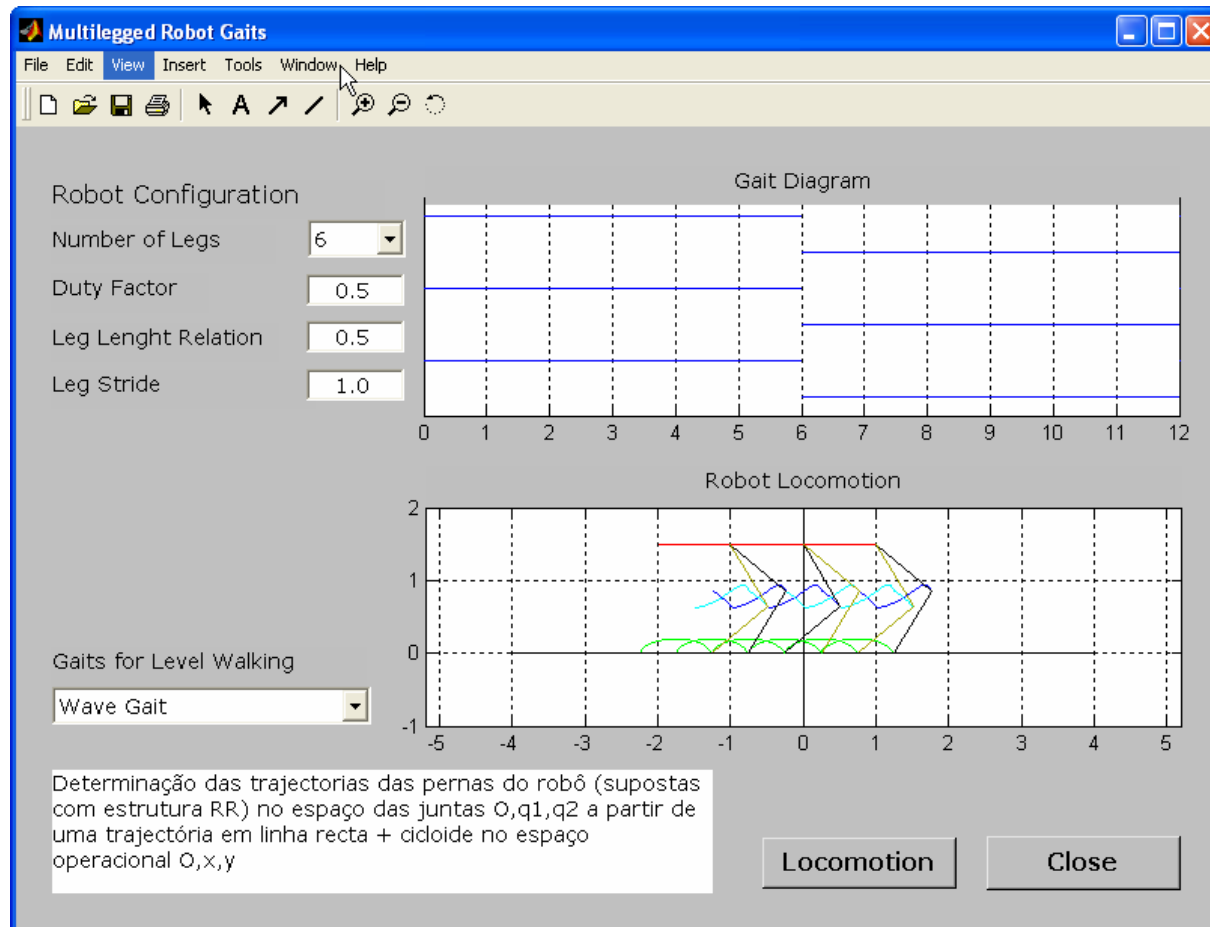 Multilegged Robot Gaits
File Edit View Insert Tools Window Help
A
Robot Configuration
Number of Legs 6
Duty Factor 0.5
Leg Lenght Relation 0.5
Leg Stride 1.0
Gait Diagram
0 1 2 3 4 5 6 7 8 9 10 11 12
Robot Locomotion
2
1
0
-1
-5 -4 -3 -2 -1 0 1 2 3 4 5
Gaits for Level Walking
Wave Gait
Determinação das trajectorias das pernas do robô (supostas
com estrutura RR) no espaço das juntas O,q1,q2 a partir de
uma trajectória em linha recta + cicloide no espaço
operacional O,x,y
Locomotion
Close